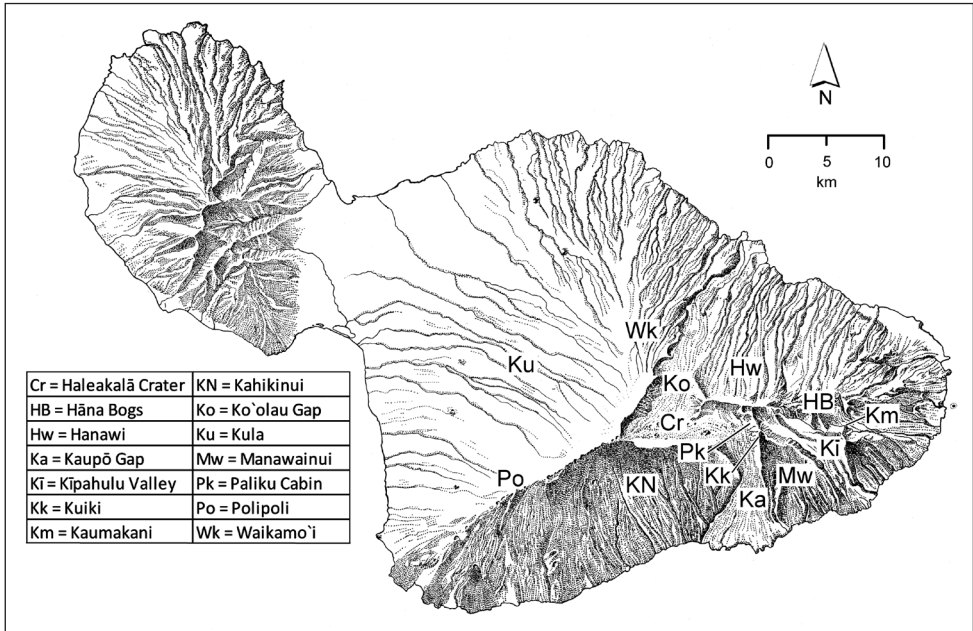 N
0 5 10
km
Wk
Ku
Hw
Ko
HB
Km
Cr
Ki
Pk
Po
Kk
KN
Mw
Ka
Cr = Haleakalā Crater KN = Kahikinui
HB = Hāna Bogs Ko = Ko`olau Gap
Hw = Hanawi Ku = Kula
Ka = Kaupō Gap Mw = Manawainui
Kī = Kīpahulu Valley Pk = Paliku Cabin
Kk = Kuiki Po = Polipoli
Km = Kaumakani Wk = Waikamo`i